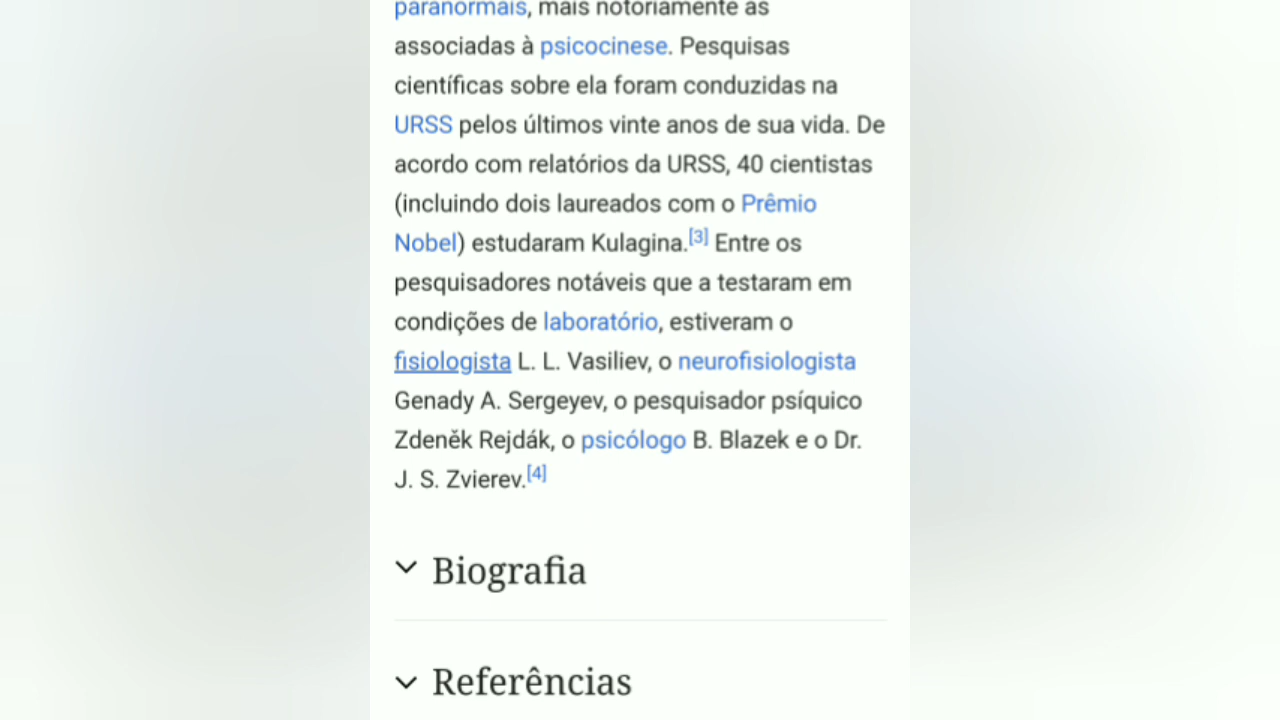 paranormais, mais notoriamente as
associadas à psicocinese. Pesquisas
científicas sobre ela foram conduzidas na
URSS pelos últimos vinte anos de sua vida. De
acordo com relatórios da URSS, 40 cientistas
(incluindo dois laureados com o Prêmio
Nobel) estudaram Kulagina.[3] Entre os
pesquisadores notáveis que a testaram em
condições de laboratório, estiveram o
fisiologista L. L. Vasiliev, o neurofisiologista
Genady A. Sergeyev, o pesquisador psíquico
Zdeněk Rejdák, o psicólogo B. Blazek e o Dr.
J. S. Zvierev.[4]
Biografia
Referências